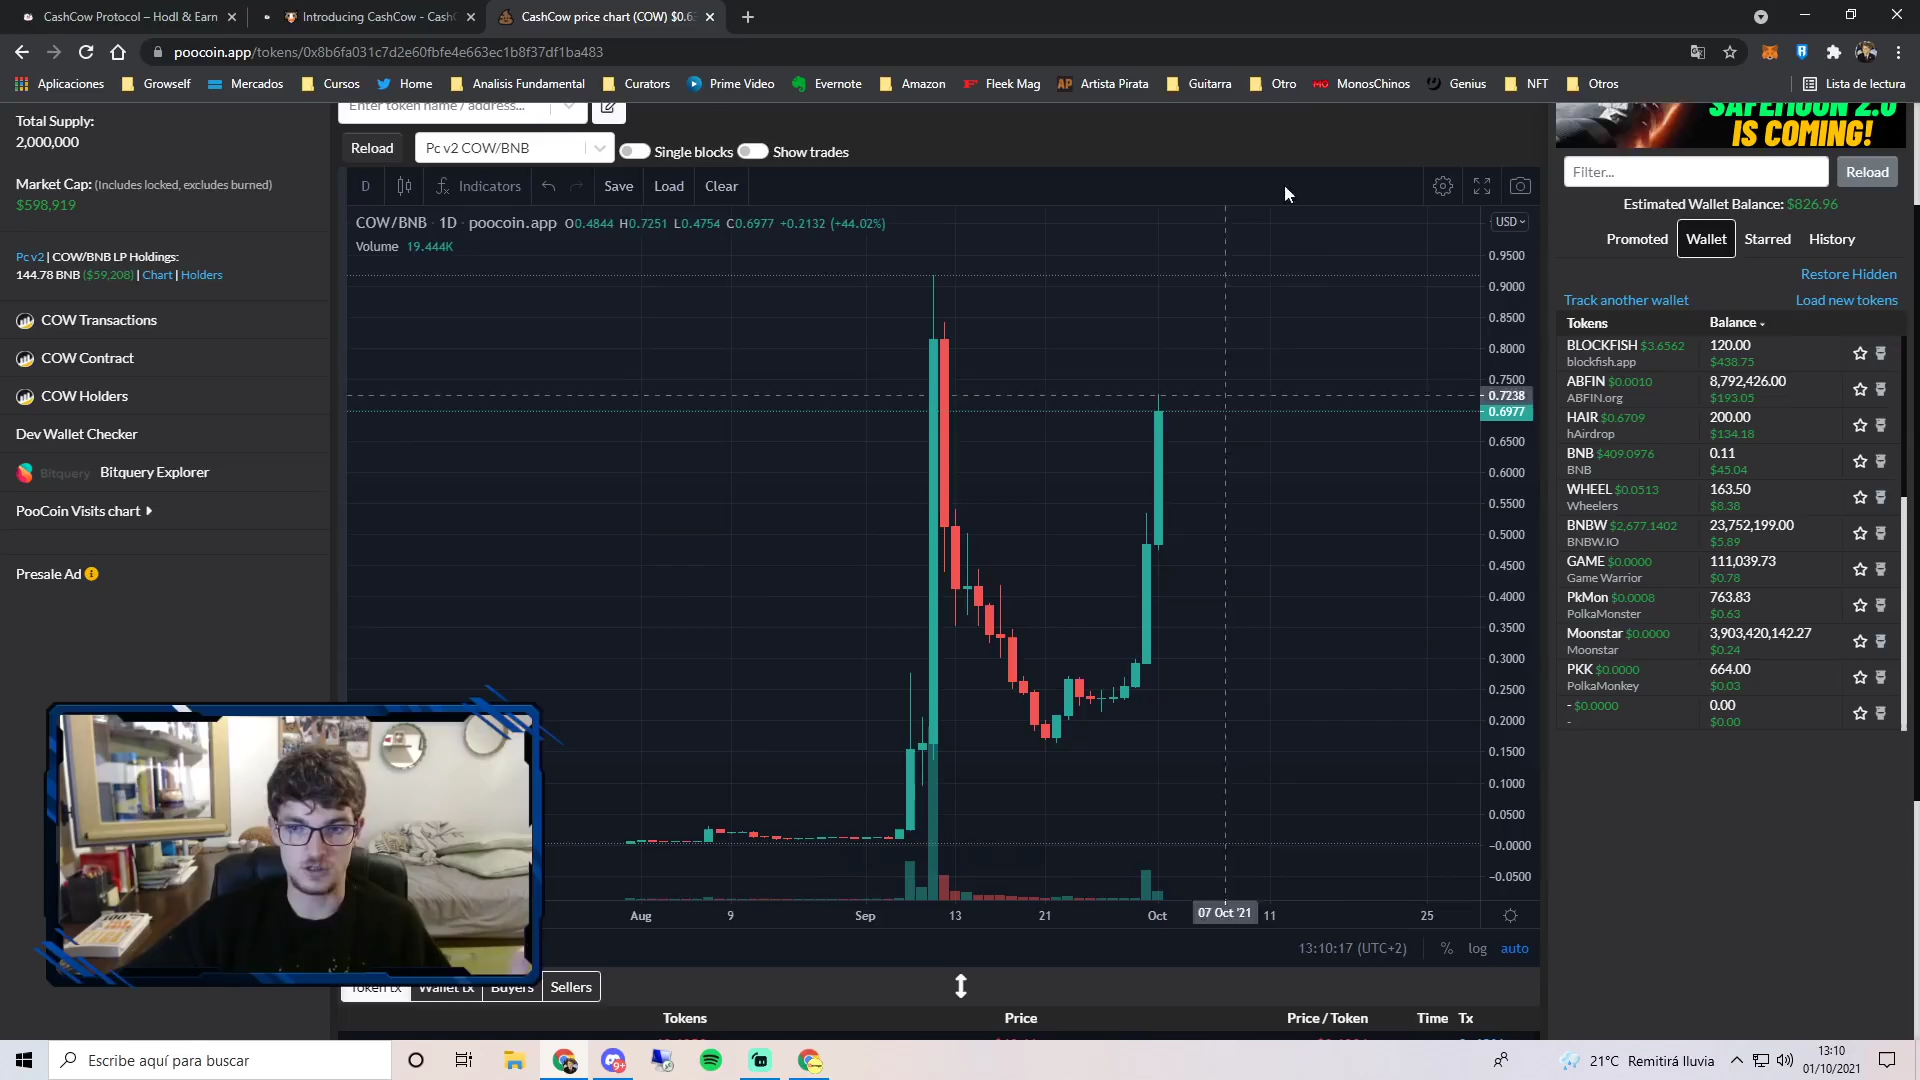 CashCow Protocol – Hodl & Earn
Introducing CashCow - Cash
CashCow price chart (COW) $0.6
poocoin.app/tokens/0x8b6fa031c7d2e60fbfe4e663ec1b8f37df1ba483
Aplicaciones
Growself
Mercados
Cursos
Home
Analisis Fundamental
Curators
Prime Video
Evernote
Amazon
Fleek Mag
AP Artista Pirata
Guitarra
Otro
MO MonosChinos
Genius
NFT
Otros
Lista de lectura
Total Supply:
2,000,000
Market Cap: (Includes locked, excludes burned)
$598,919
Pc v2 | COW/BNB LP Holdings:
144.78 BNB ($59,208) | Chart | Holders
COW Transactions
COW Contract
COW Holders
Dev Wallet Checker
Bitquery Bitquery Explorer
PooCoin Visits chart
Presale Ad
Enter token name / address...
Reload
Pc v2 COW/BNB
Single blocks
Show trades
D
Indicators
Save
Load
Clear
COW/BNB · 1D · poocoin.app O0.4844 H0.7251 L0.4754 C0.6977 +0.2132 (+44.02%)
Volume 19.444K
USD
0.9500
0.9000
0.8500
0.8000
0.7500
0.7238
0.6977
0.6500
0.6000
0.5500
0.5000
0.4500
0.4000
0.3500
0.3000
0.2500
0.2000
0.1500
0.1000
0.0500
−0.0000
−0.0500
Aug
9
Sep
13
21
Oct
07 Oct '21
11
25
13:10:17 (UTC+2)
%
log
auto
Token tx
Wallet tx
Buyers
Sellers
Tokens
Price
Price / Token
Time
Tx
SAFEMOON 2.0
IS COMING!
Filter...
Reload
Estimated Wallet Balance: $826.96
Promoted
Wallet
Starred
History
Restore Hidden
Track another wallet
Load new tokens
Tokens
Balance
BLOCKFISH $3.6562
120.00
blockfish.app
$438.75
ABFIN $0.0010
8,792,426.00
ABFIN.org
$193.05
HAIR $0.6709
200.00
hAirdrop
$134.18
BNB $409.0976
0.11
BNB
$45.04
WHEEL $0.0513
163.50
Wheelers
$8.38
BNBW $2,677.1402
23,752,199.00
BNBW.IO
$5.89
GAME $0.0000
111,039.73
Game Warrior
$0.78
PkMon $0.0008
763.83
PolkaMonster
$0.63
Moonstar $0.0000
3,903,420,142.27
Moonstar
$0.24
PKK $0.0000
664.00
PolkaMonkey
$0.03
- $0.0000
0.00
-
$0.00
Escribe aquí para buscar
21°C Remitirá lluvia
13:10
01/10/2021